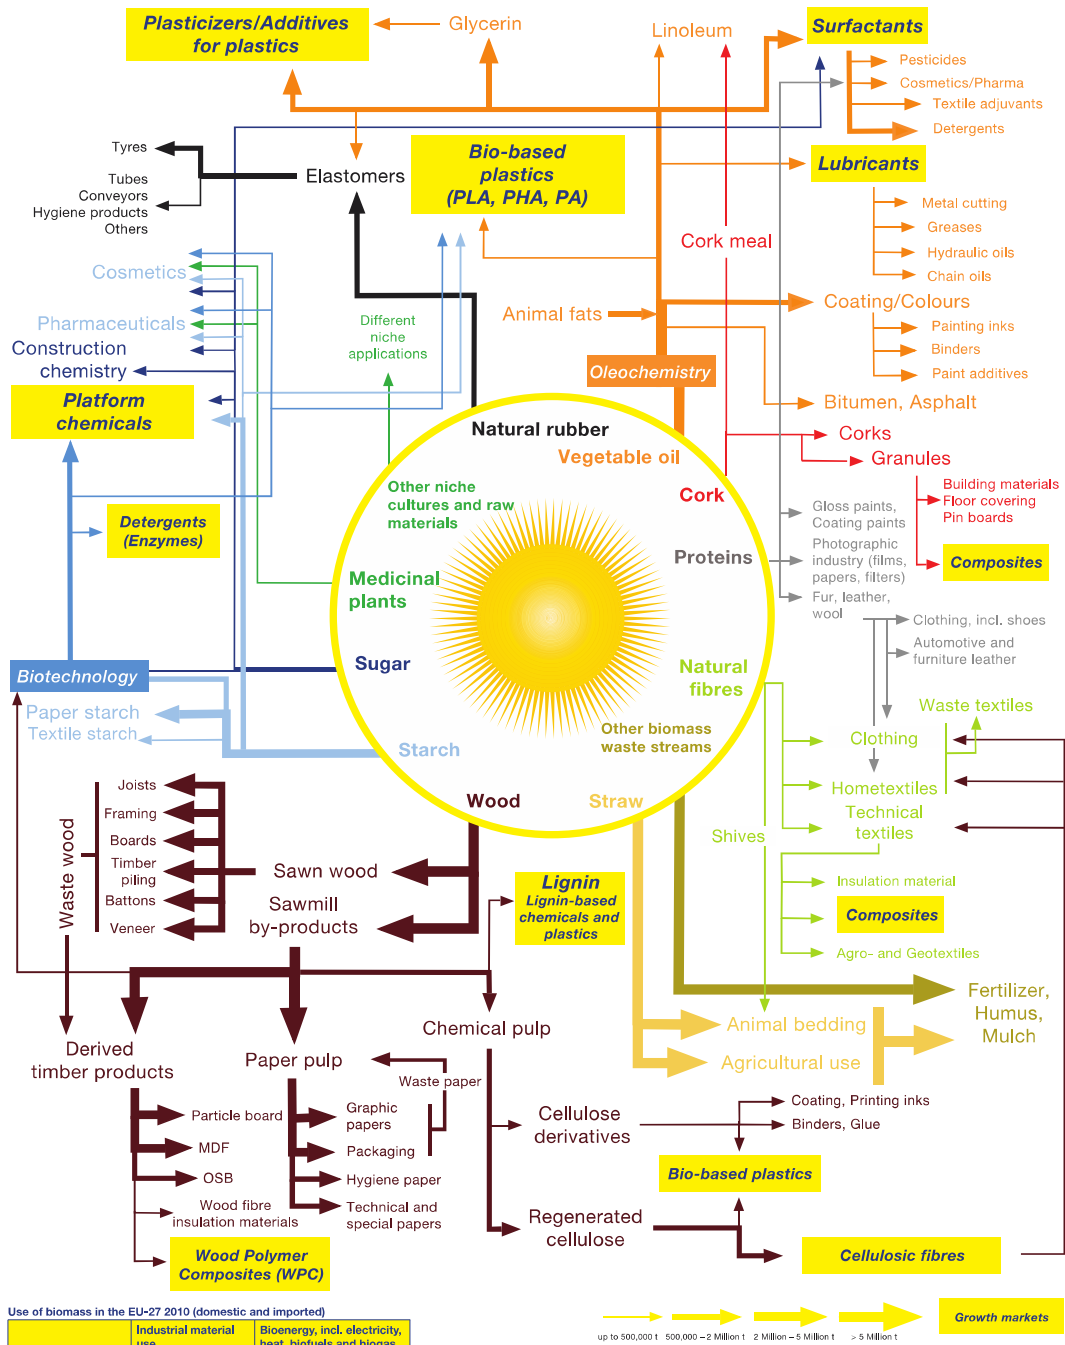 Plasticizers/Additives
for plastics
Glycerin
Linoleum
Surfactants
Pesticides
Cosmetics/Pharma
Textile adjuvants
Detergents
Tyres
Tubes
Conveyors
Hygiene products
Others
Elastomers
Bio-based
plastics
(PLA, PHA, PA)
Lubricants
Metal cutting
Greases
Hydraulic oils
Chain oils
Cork meal
Cosmetics
Pharmaceuticals
Construction
chemistry
Different
niche
applications
Animal fats
Coating/Colours
Painting inks
Binders
Paint additives
Oleochemistry
Bitumen, Asphalt
Platform
chemicals
Natural rubber
Vegetable oil
Corks
Granules
Other niche
cultures and raw
materials
Cork
Building materials
Floor covering
Pin boards
Detergents
(Enzymes)
Gloss paints,
Coating paints
Proteins
Photographic
industry (films,
papers, filters)
Composites
Medicinal
plants
Fur, leather,
wool
Clothing, incl. shoes
Automotive and
furniture leather
Sugar
Natural
fibres
Biotechnology
Paper starch
Textile starch
Starch
Other biomass
waste streams
Waste textiles
Clothing
Hometextiles
Technical
textiles
Wood
Straw
Shives
Waste wood
Joists
Framing
Boards
Timber
piling
Battons
Veneer
Sawn wood
Sawmill
by-products
Lignin
Lignin-based
chemicals and
plastics
Insulation material
Composites
Agro- and Geotextiles
Fertilizer,
Humus,
Mulch
Animal bedding
Agricultural use
Derived
timber products
Paper pulp
Chemical pulp
Waste paper
Particle board
MDF
OSB
Wood fibre
insulation materials
Wood Polymer
Composites (WPC)
Graphic
papers
Packaging
Hygiene paper
Technical and
special papers
Cellulose
derivatives
Coating, Printing inks
Binders, Glue
Bio-based plastics
Regenerated
cellulose
Cellulosic fibres
Use of biomass in the EU-27 2010 (domestic and imported)
Industrial material
use
Bioenergy, incl. electricity,
heat, biofuels and biogas
up to 500,000 t
500,000 – 2 Million t
2 Million – 5 Million t
> 5 Million t
Growth markets